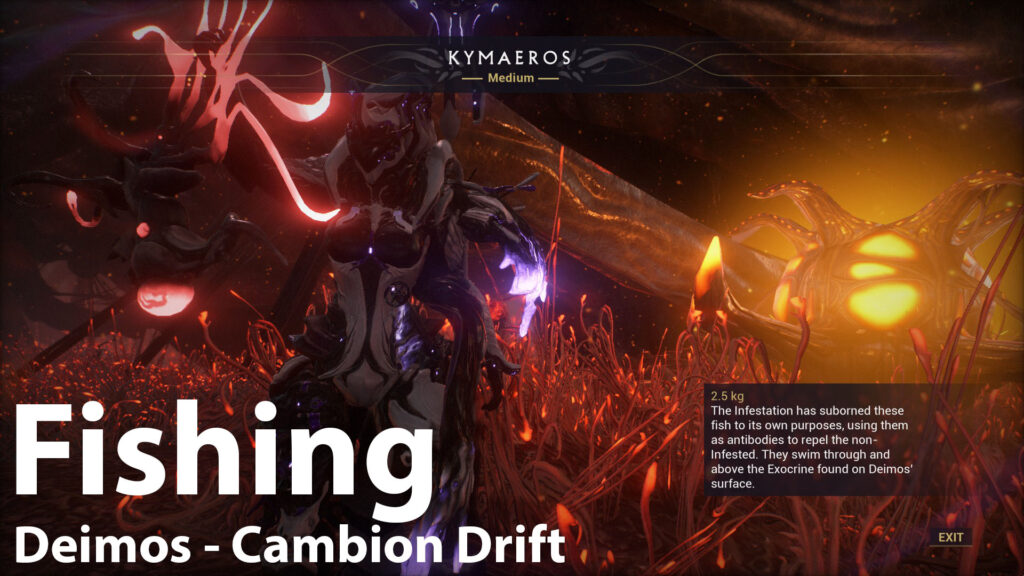 KYMAEROS
Medium
2.5 kg
The Infestation has suborned these
fish to its own purposes, using them
as antibodies to repel the non-
Infested. They swim through and
above the Exocrine found on Deimos'
surface.
Fishing
Deimos - Cambion Drift
EXIT